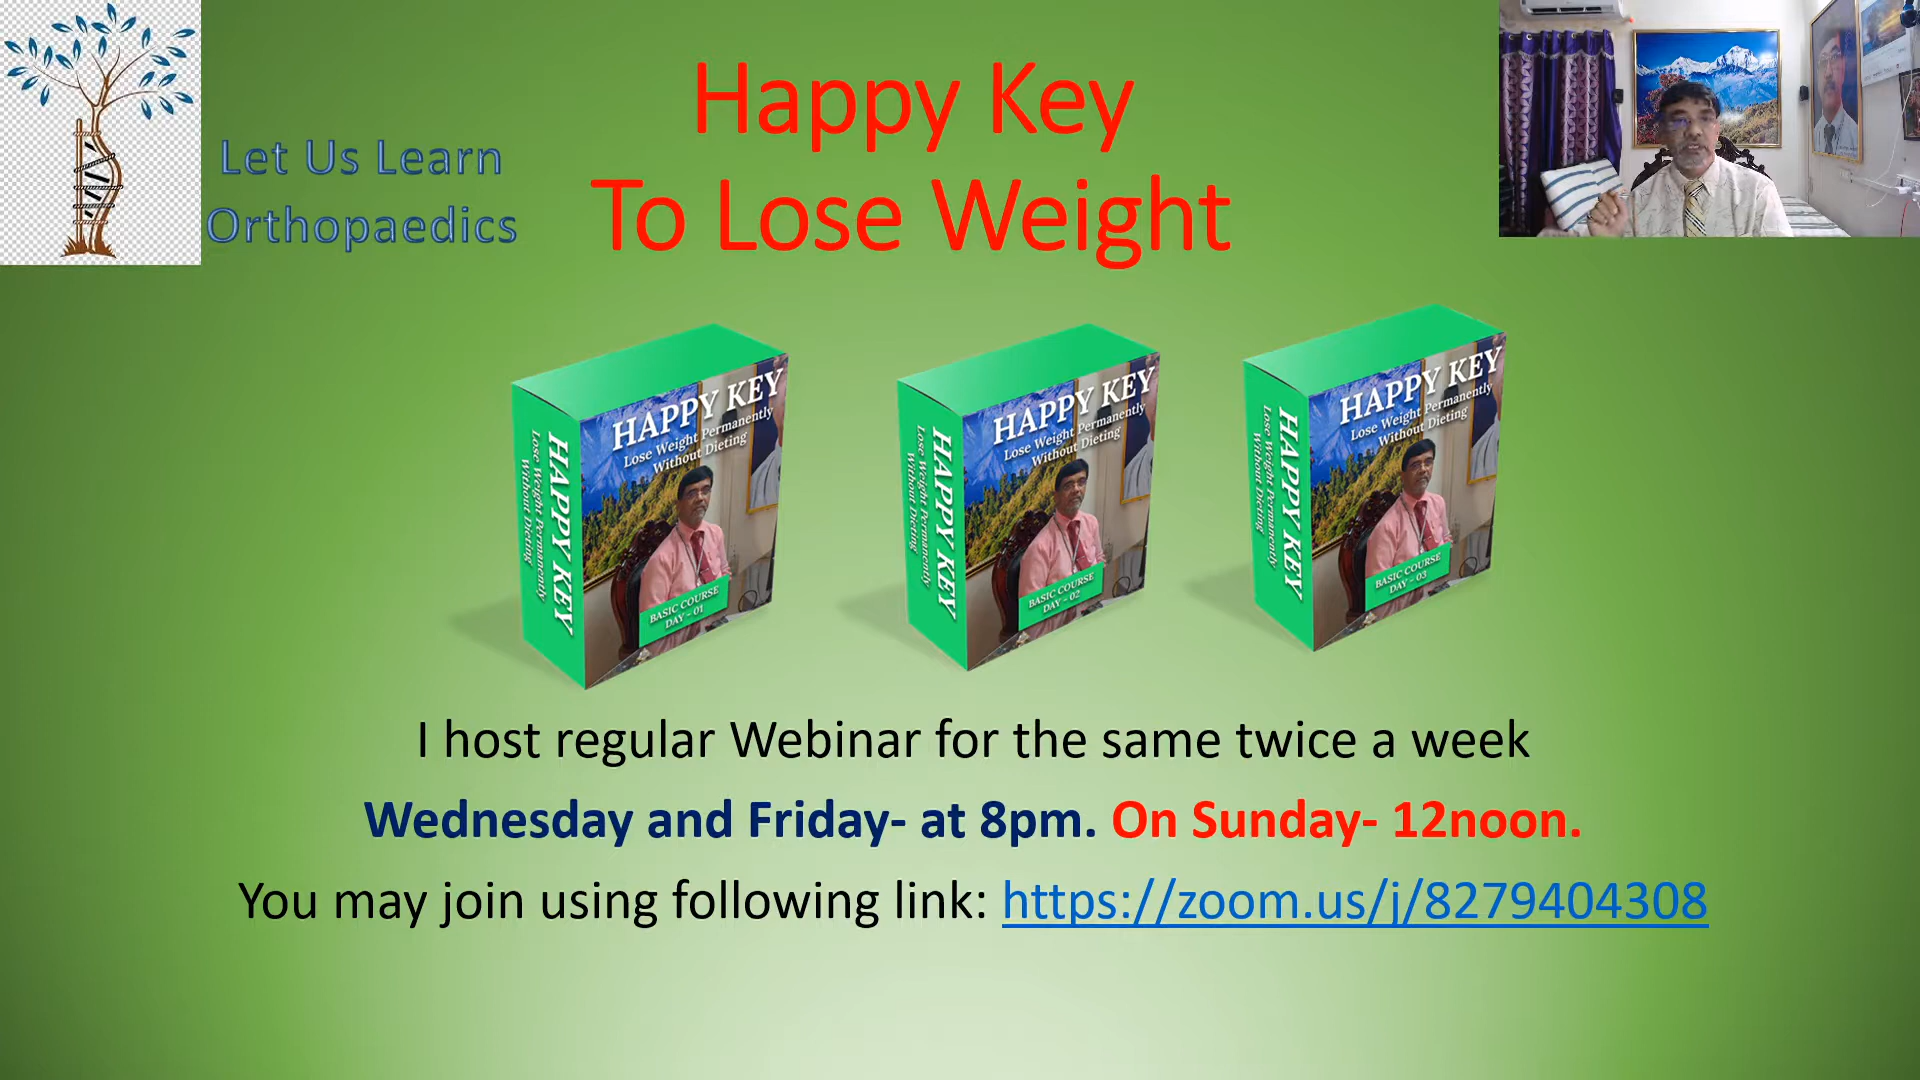 Let Us Learn
Orthopaedics
Happy Key
To Lose Weight
HAPPY KEY
Lose Weight Permanently
Without Dieting
HAPPY KEY
Lose Weight Permanently
Without Dieting
BASIC COURSE
DAY - 01
HAPPY KEY
Lose Weight Permanently
Without Dieting
HAPPY KEY
Lose Weight Permanently
Without Dieting
BASIC COURSE
DAY - 02
HAPPY KEY
Lose Weight Permanently
Without Dieting
HAPPY KEY
Lose Weight Permanently
Without Dieting
BASIC COURSE
DAY - 03
I host regular Webinar for the same twice a week
Wednesday and Friday- at 8pm. On Sunday- 12noon.
You may join using following link: https://zoom.us/j/8279404308